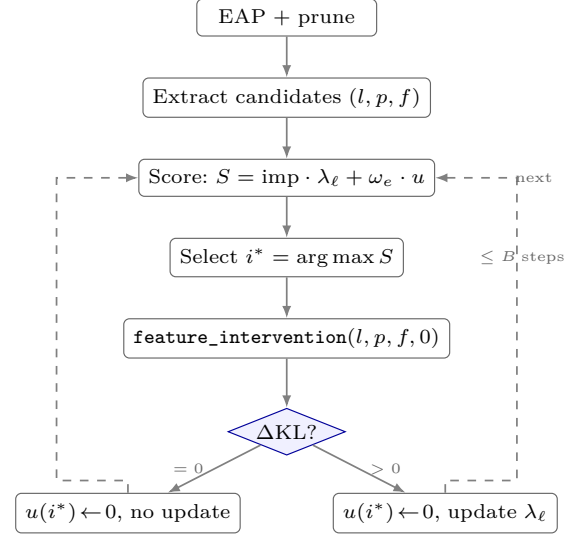 EAP + prune
Extract candidates (l, p, f)
Score: S = imp · λ_ℓ + ω_e · u
next
Select i* = arg max S
≤ B steps
feature_intervention(l, p, f, 0)
ΔKL?
= 0
> 0
u(i*)←0, no update
u(i*)←0, update λ_ℓ